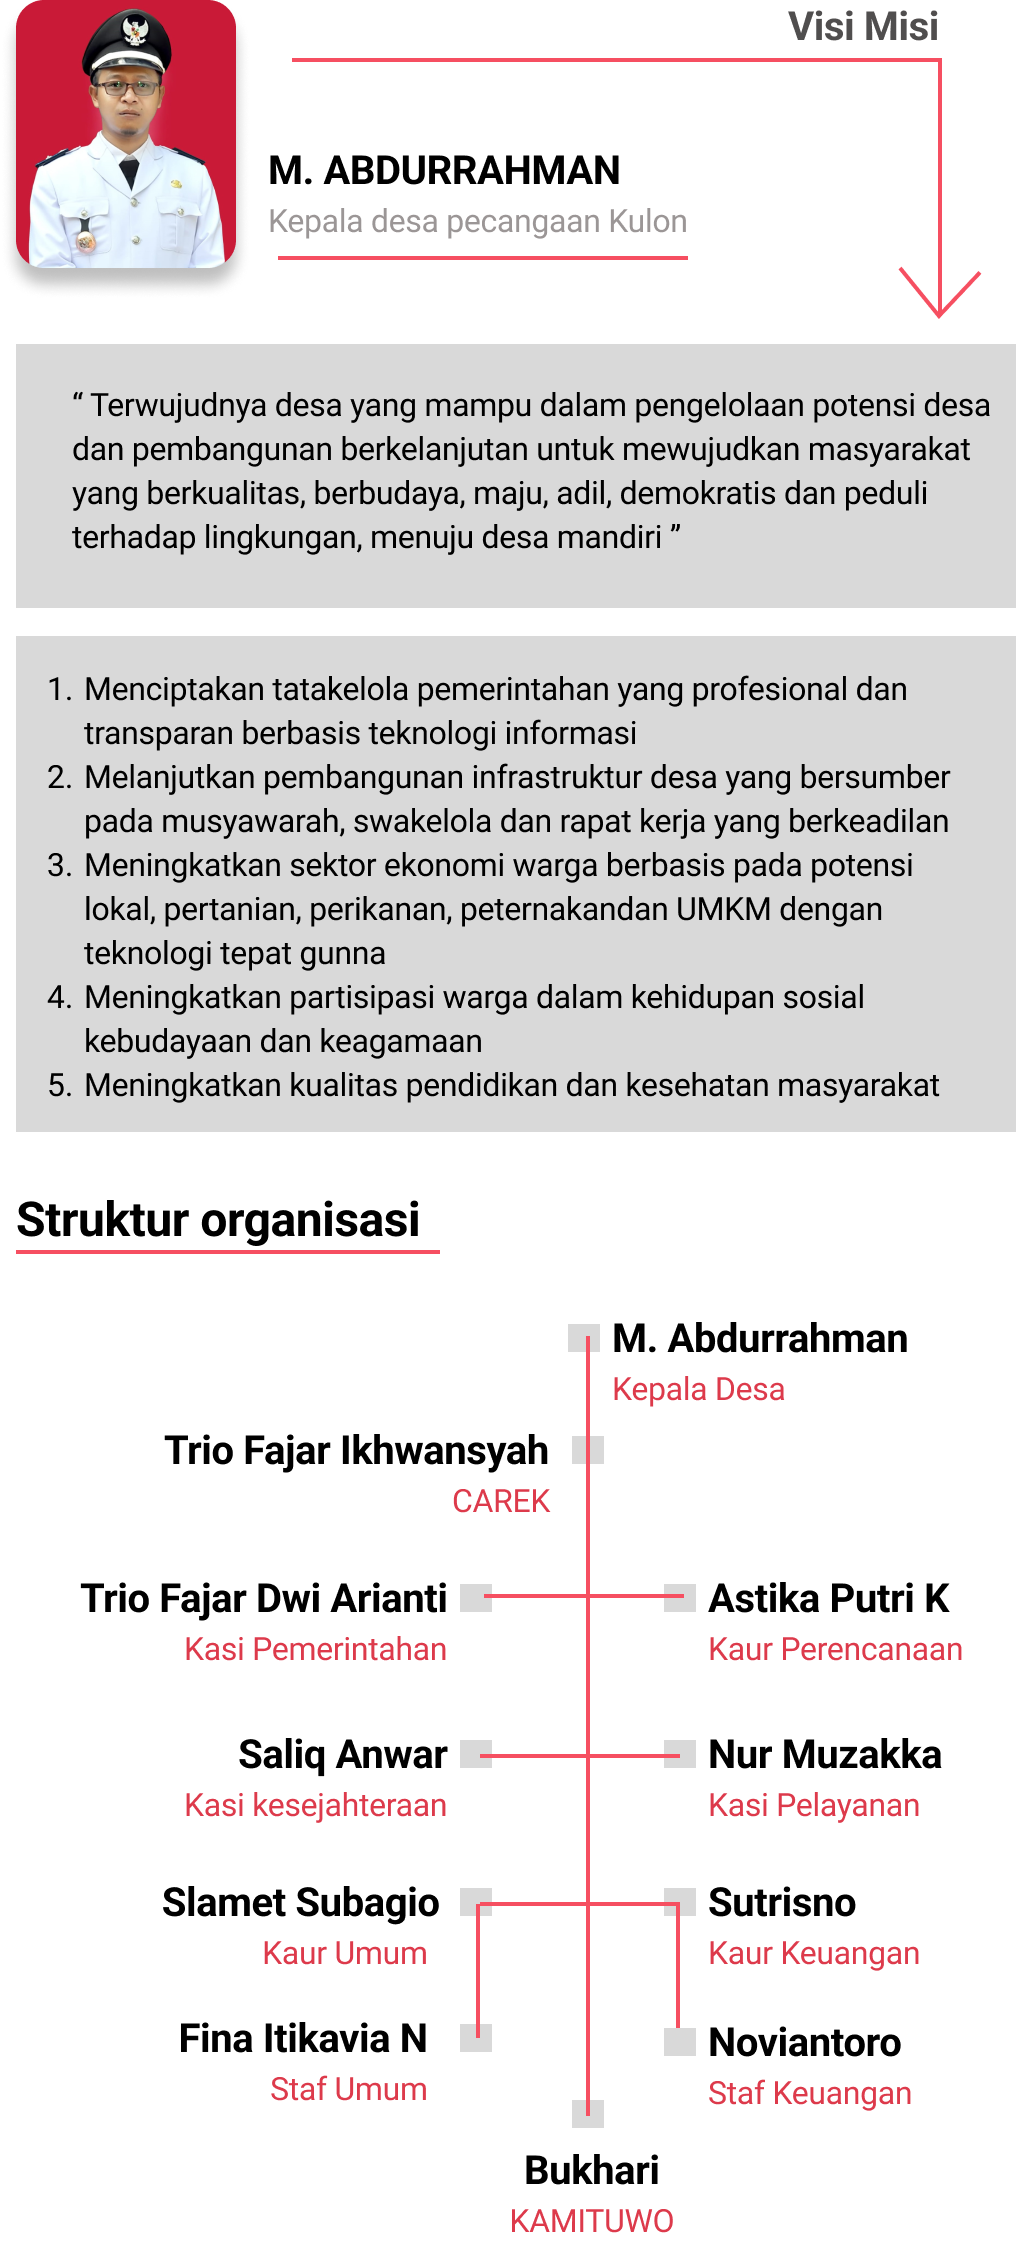 Visi Misi
M. ABDURRAHMAN
Kepala desa pecangaan Kulon
“ Terwujudnya desa yang mampu dalam pengelolaan potensi desa
dan pembangunan berkelanjutan untuk mewujudkan masyarakat
yang berkualitas, berbudaya, maju, adil, demokratis dan peduli
terhadap lingkungan, menuju desa mandiri ”
1. Menciptakan tatakelola pemerintahan yang profesional dan
transparan berbasis teknologi informasi
2. Melanjutkan pembangunan infrastruktur desa yang bersumber
pada musyawarah, swakelola dan rapat kerja yang berkeadilan
3. Meningkatkan sektor ekonomi warga berbasis pada potensi
lokal, pertanian, perikanan, peternakandan UMKM dengan
teknologi tepat gunna
4. Meningkatkan partisipasi warga dalam kehidupan sosial
kebudayaan dan keagamaan
5. Meningkatkan kualitas pendidikan dan kesehatan masyarakat
Struktur organisasi
M. Abdurrahman
Kepala Desa
Trio Fajar Ikhwansyah
CAREK
Trio Fajar Dwi Arianti
Kasi Pemerintahan
Astika Putri K
Kaur Perencanaan
Saliq Anwar
Kasi kesejahteraan
Nur Muzakka
Kasi Pelayanan
Slamet Subagio
Kaur Umum
Sutrisno
Kaur Keuangan
Fina Itikavia N
Staf Umum
Noviantoro
Staf Keuangan
Bukhari
KAMITUWO